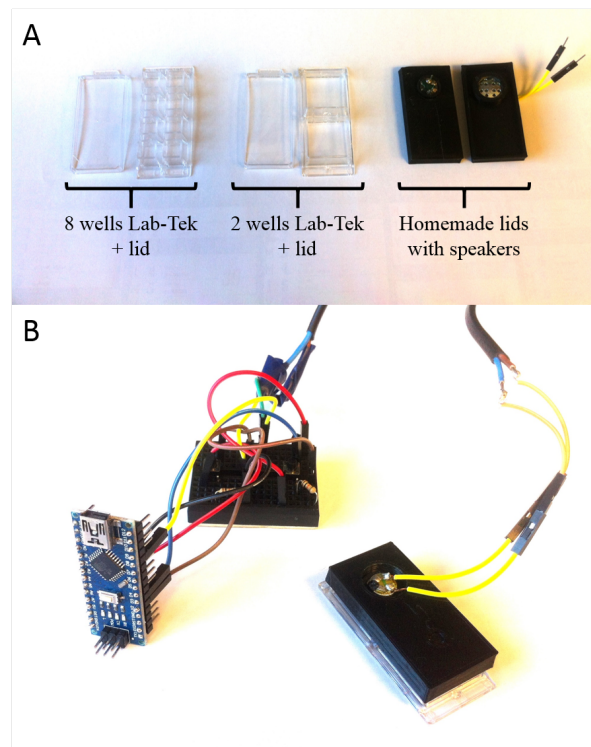 A
8 wells Lab-Tek
+ lid
2 wells Lab-Tek
+ lid
Homemade lids
with speakers
B